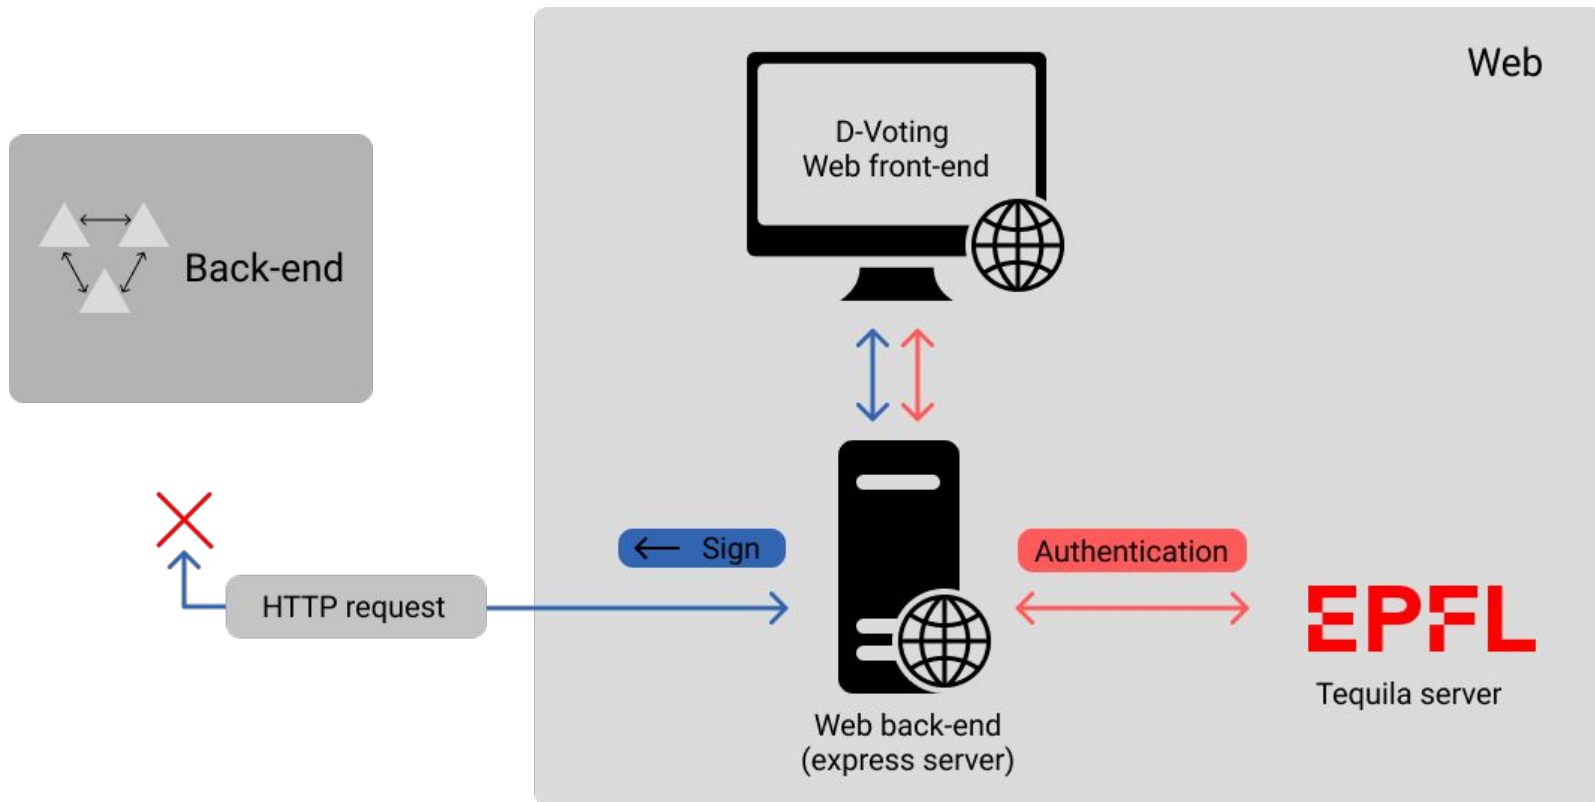 Web
D-Voting
Web front-end
Back-end
Sign
Authentication
HTTP request
EPFL
Tequila server
Web back-end
(express server)